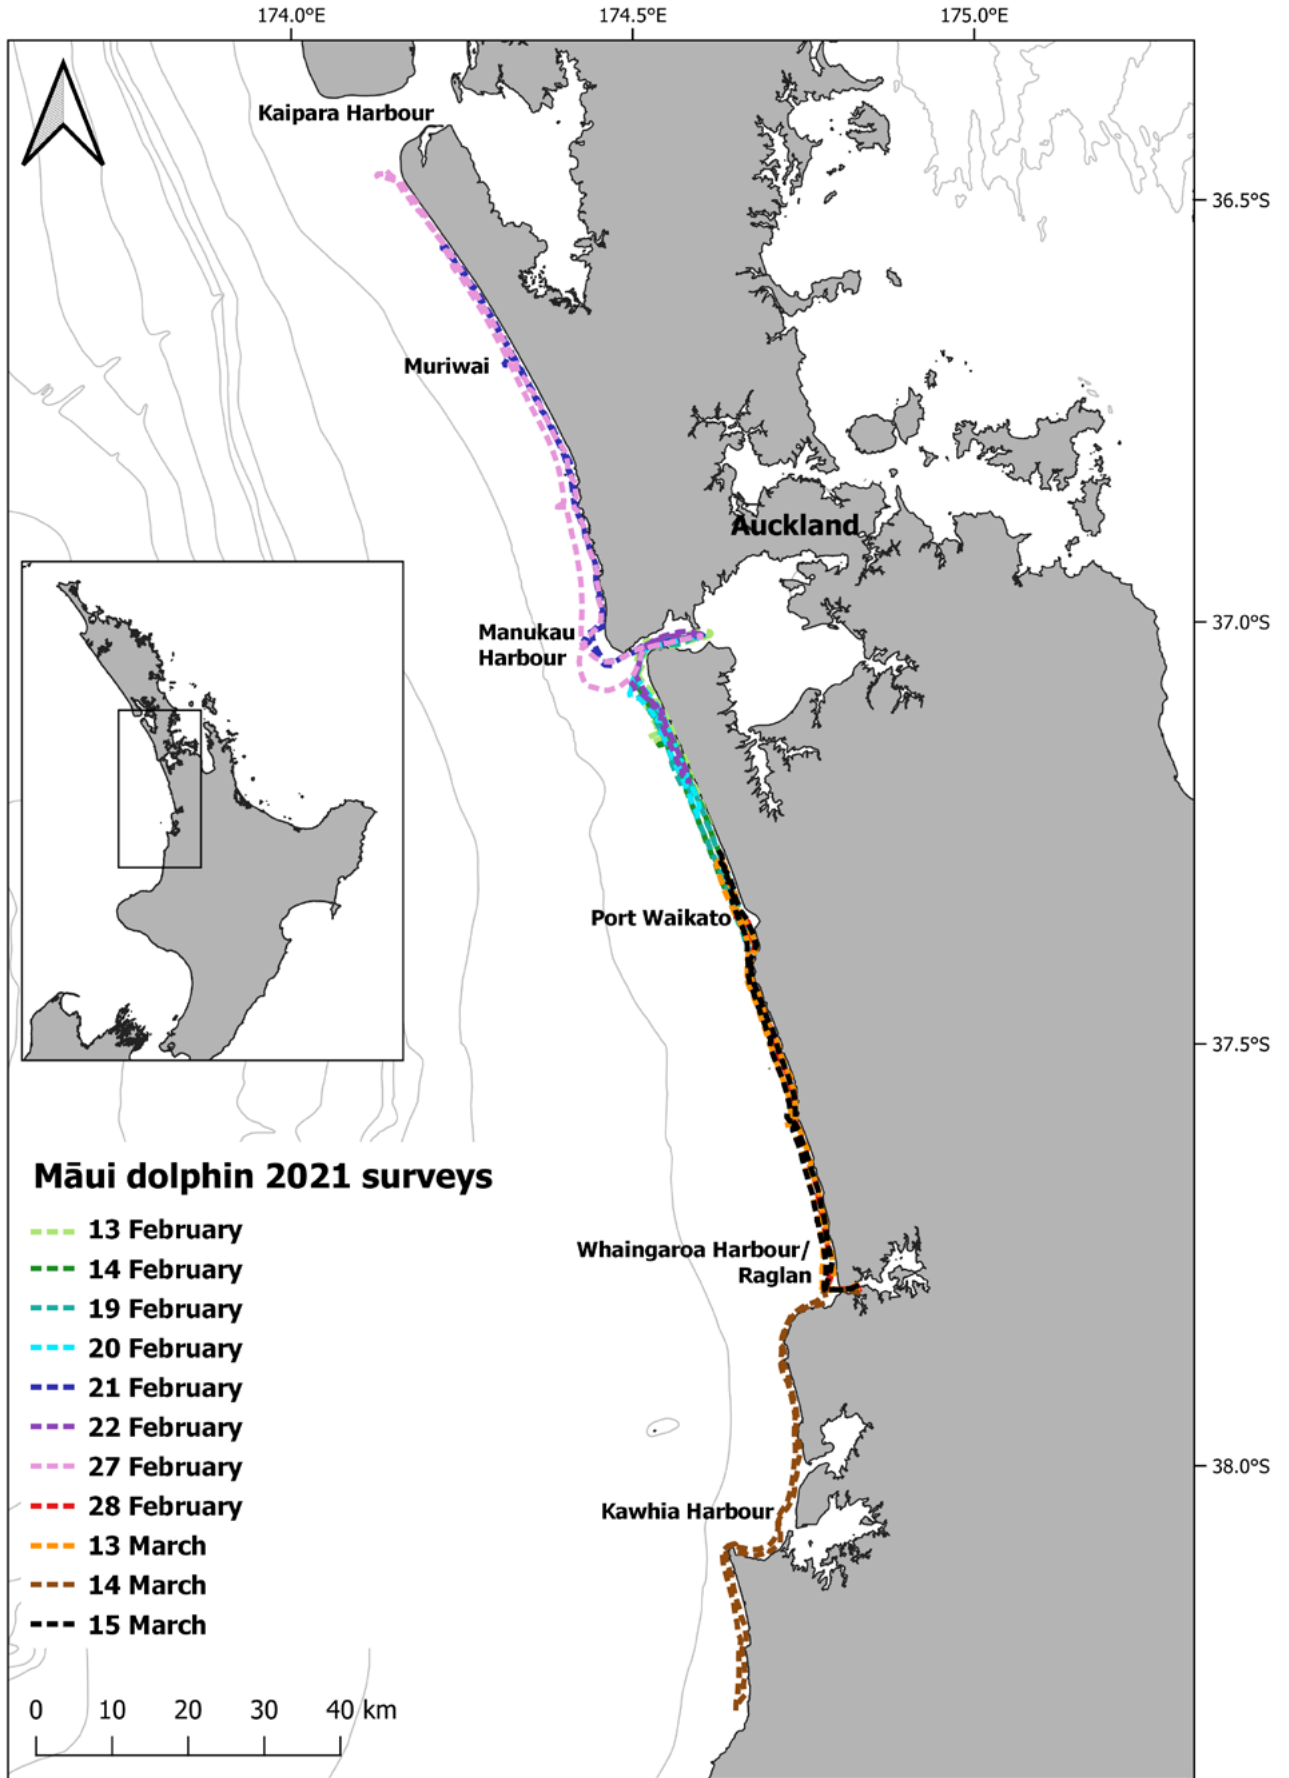 174.0°E
174.5°E
175.0°E
Kaipara Harbour
36.5°S
Muriwai
Auckland
Manukau
Harbour
37.0°S
Port Waikato
37.5°S
Māui dolphin 2021 surveys
13 February
14 February
19 February
20 February
21 February
22 February
27 February
28 February
13 March
14 March
15 March
Whaingaroa Harbour/
Raglan
38.0°S
Kawhia Harbour
0 10 20 30 40 km